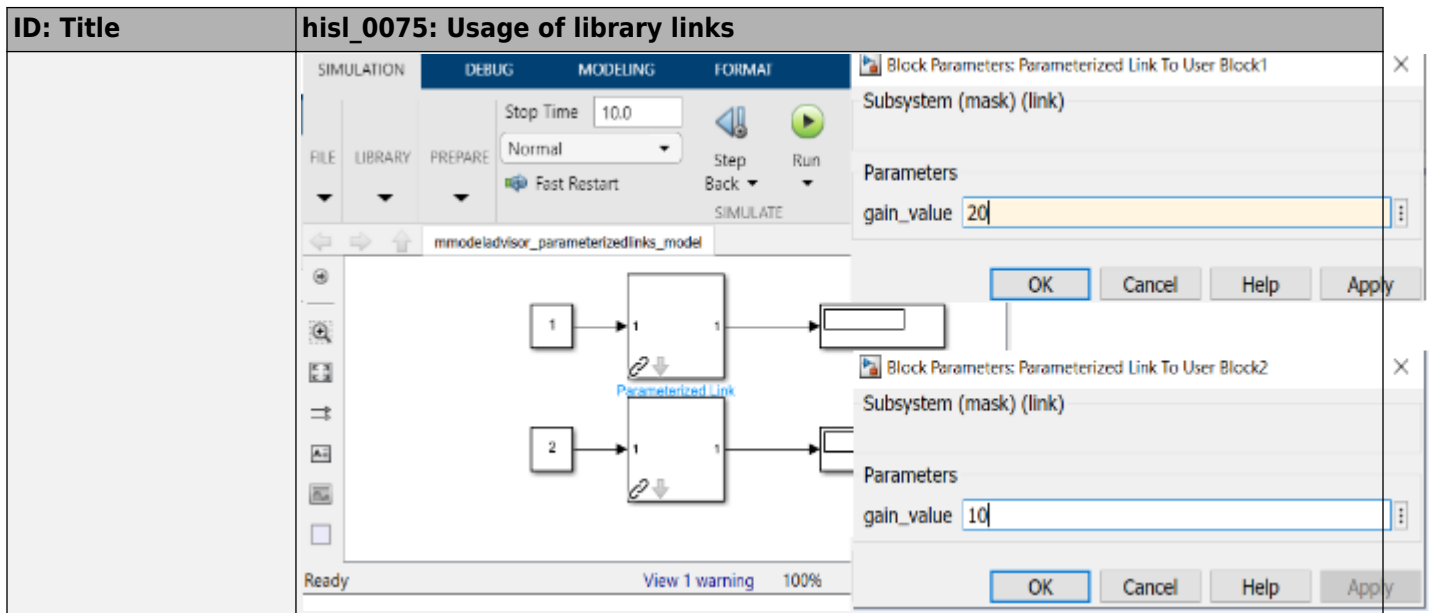 ID: Title
hisl_0075: Usage of library links
SIMULATION DEBUG MODELING FORMAT
Stop Time 10.0
Normal
Fast Restart
FILE LIBRARY PREPARE
Step Back
Run
SIMULATE
mmodeladvisor_parameterizedlinks_model
1
1
1
Parameterized Link
2
1
1
Ready View 1 warning 100%
Block Parameters: Parameterized Link To User Block1
Subsystem (mask) (link)
Parameters
gain_value 20
OK Cancel Help Apply
Block Parameters: Parameterized Link To User Block2
Subsystem (mask) (link)
Parameters
gain_value 10
OK Cancel Help Apply